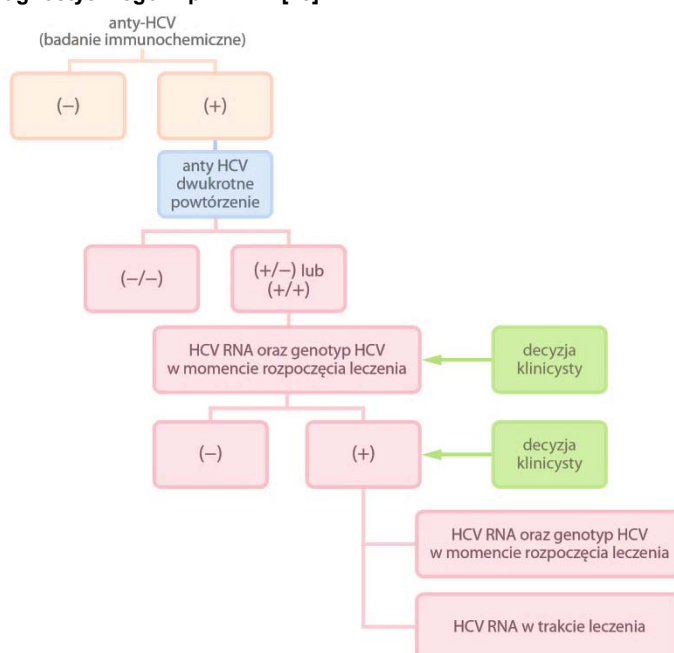 anty-HCV
(badanie immunochemiczne)
(−)
(+)
anty HCV
dwukrotne
powtórzenie
(−/−)
(+/−) lub
(+/+)
HCV RNA oraz genotyp HCV
w momencie rozpoczęcia leczenia
decyzja
klinicysty
(−)
(+)
decyzja
klinicysty
HCV RNA oraz genotyp HCV
w momencie rozpoczęcia leczenia
HCV RNA w trakcie leczenia